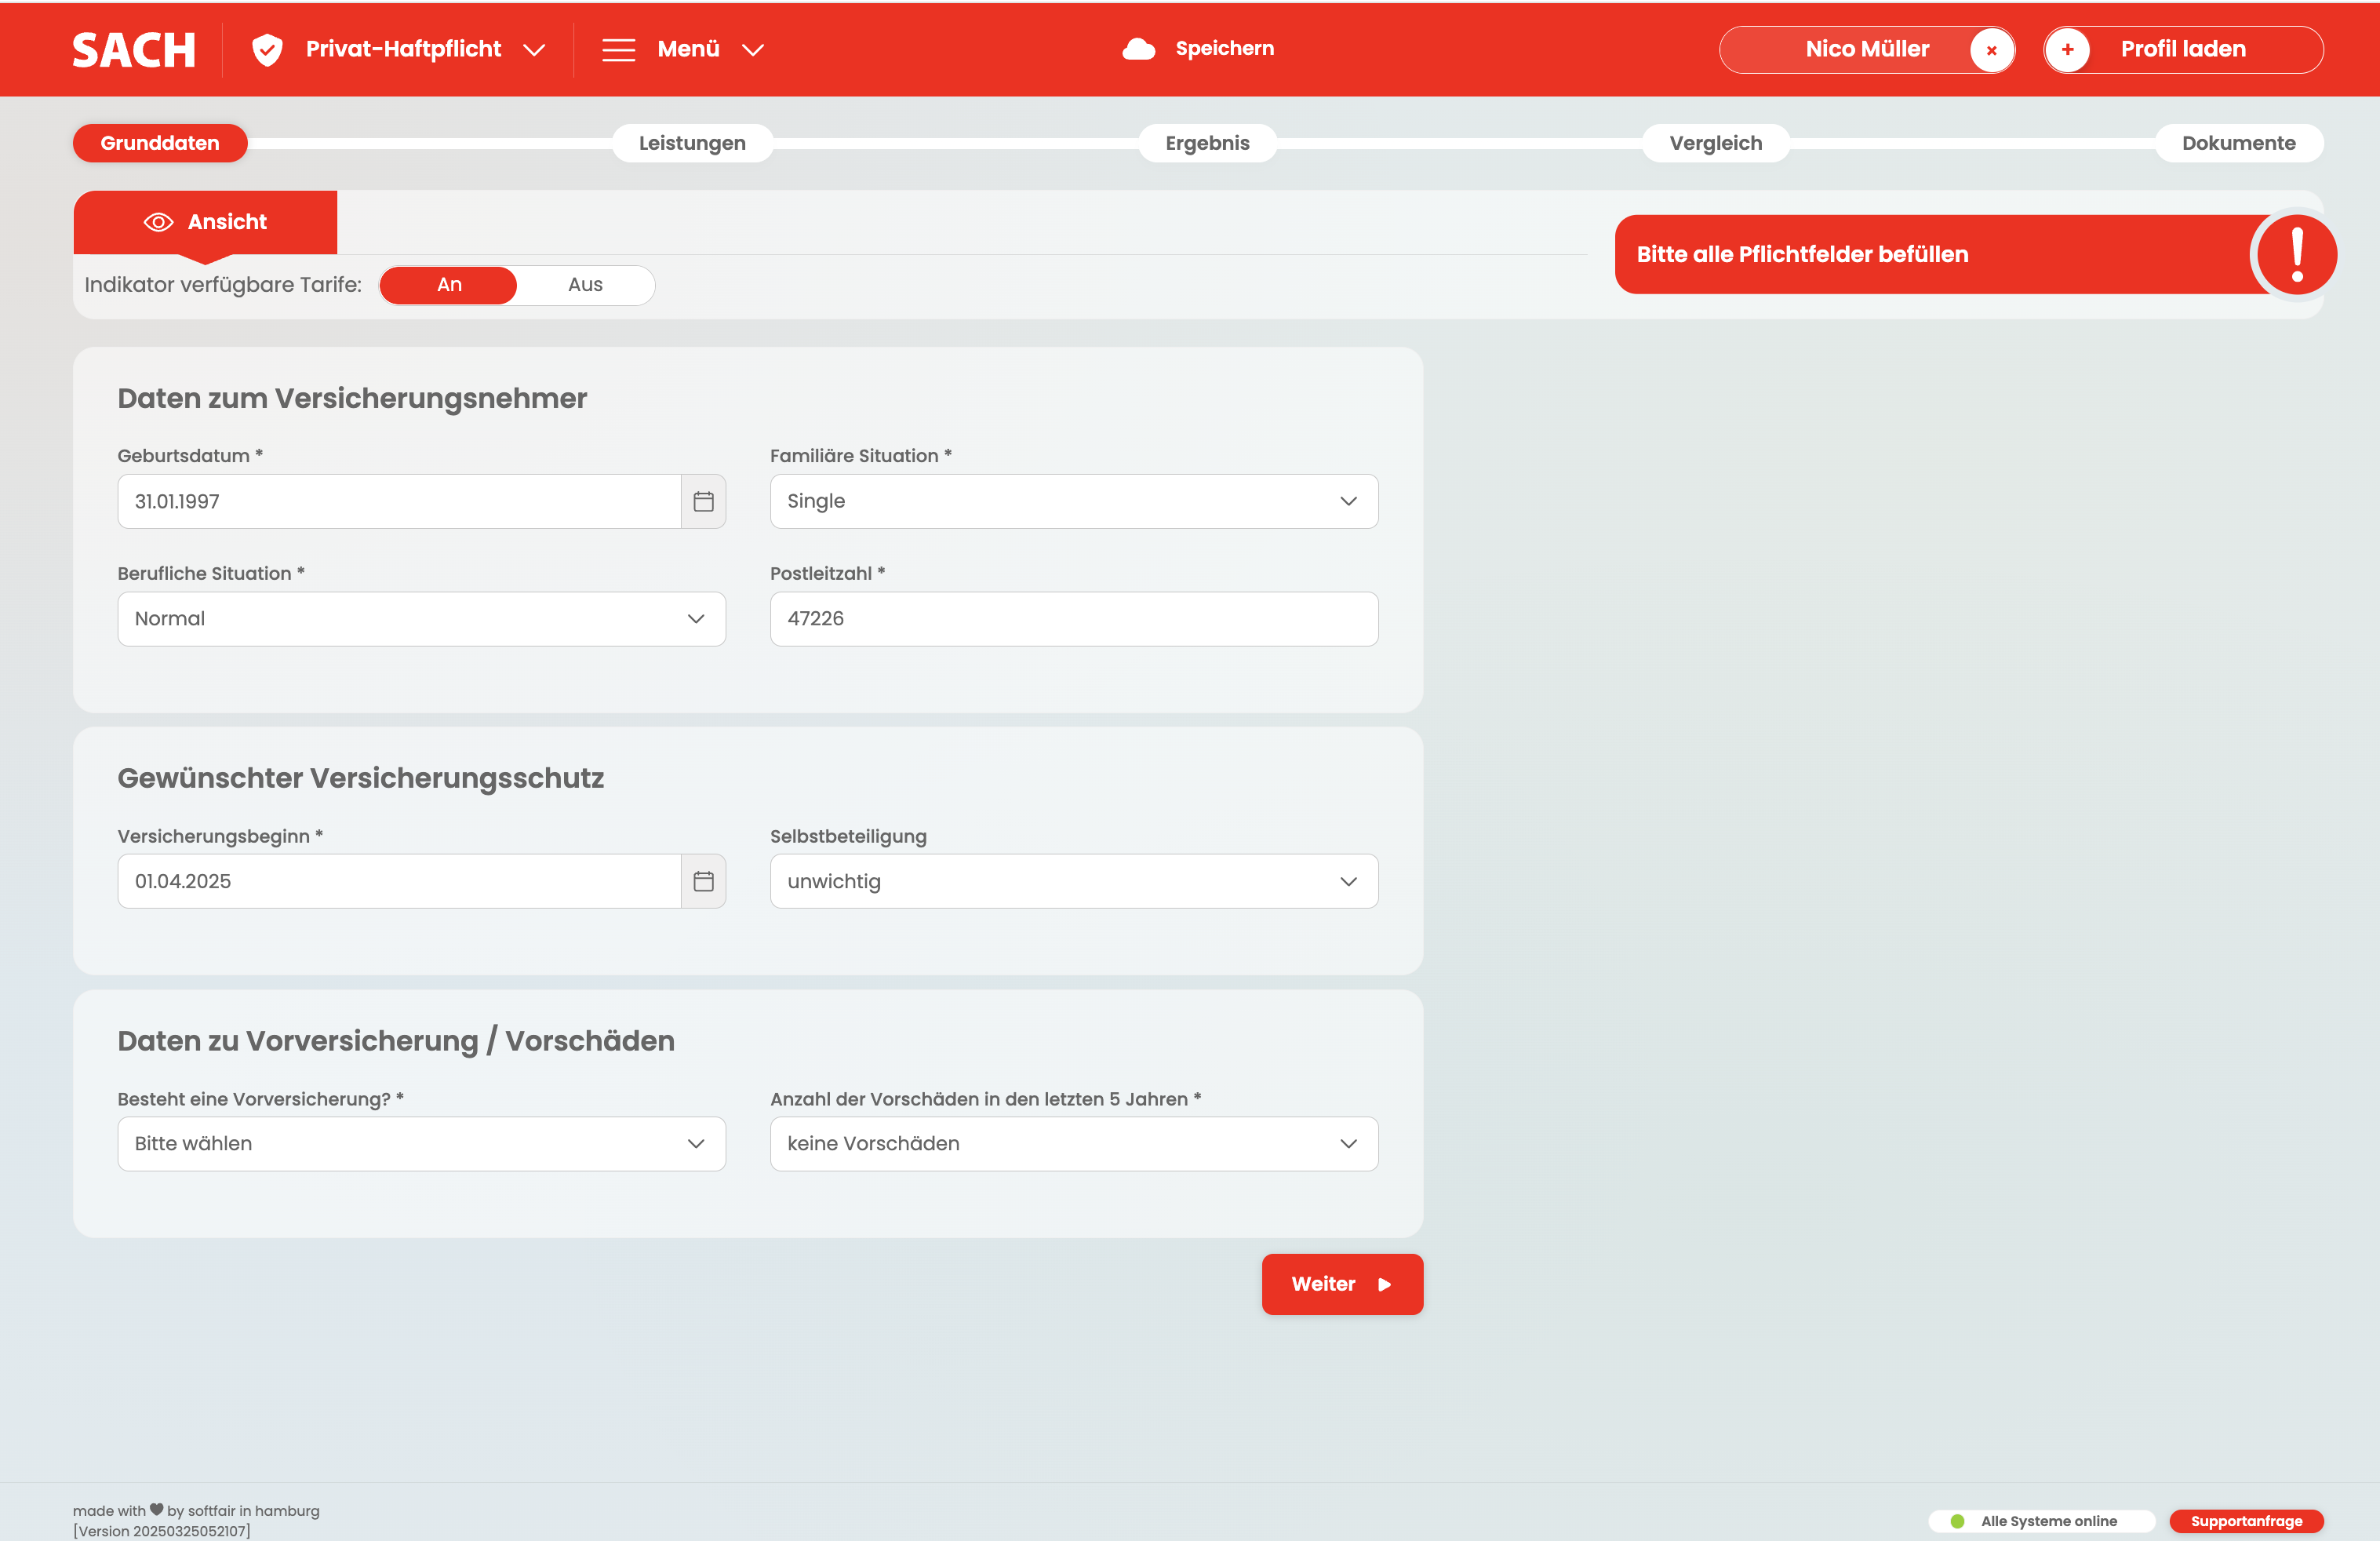 SACH
Privat-Haftpflicht
Menü
Speichern
Nico Müller
Profil laden
Grunddaten
Leistungen
Ergebnis
Vergleich
Dokumente
Ansicht
Bitte alle Pflichtfelder befüllen
Indikator verfügbare Tarife:
An
Aus
Daten zum Versicherungsnehmer
Geburtsdatum *
Familiäre Situation *
31.01.1997
Single
Berufliche Situation *
Postleitzahl *
Normal
47226
Gewünschter Versicherungsschutz
Versicherungsbeginn *
Selbstbeteiligung
01.04.2025
unwichtig
Daten zu Vorversicherung / Vorschäden
Besteht eine Vorversicherung? *
Anzahl der Vorschäden in den letzten 5 Jahren *
Bitte wählen
keine Vorschäden
Weiter
made with ♥ by softfair in hamburg
[Version 20250325052107]
Alle Systeme online
Supportanfrage